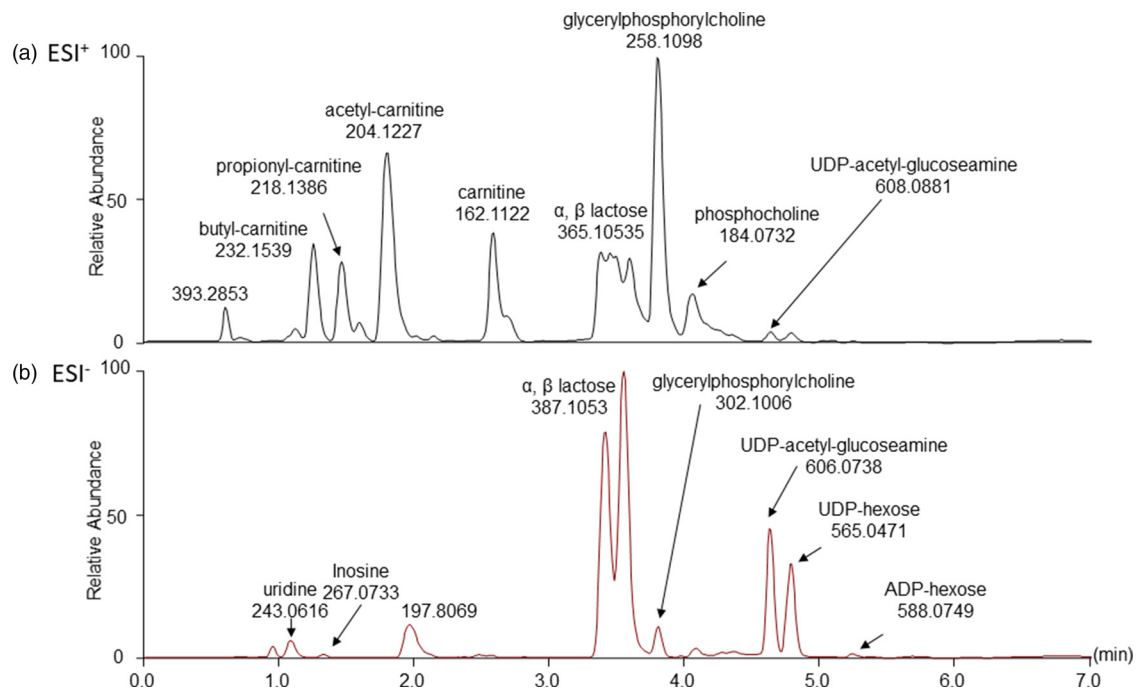 (a) ESI+
Relative Abundance
100
50
0
393.2853
butyl-carnitine
232.1539
propionyl-carnitine
218.1386
acetyl-carnitine
204.1227
carnitine
162.1122
α, β lactose
365.10535
glycerylphosphorylcholine
258.1098
phosphocholine
184.0732
UDP-acetyl-glucoseamine
608.0881
(b) ESI-
Relative Abundance
100
50
0
uridine
243.0616
Inosine
267.0733
197.8069
α, β lactose
387.1053
glycerylphosphorylcholine
302.1006
UDP-acetyl-glucoseamine
606.0738
UDP-hexose
565.0471
ADP-hexose
588.0749
0.0 1.0 2.0 3.0 4.0 5.0 6.0 7.0 (min)